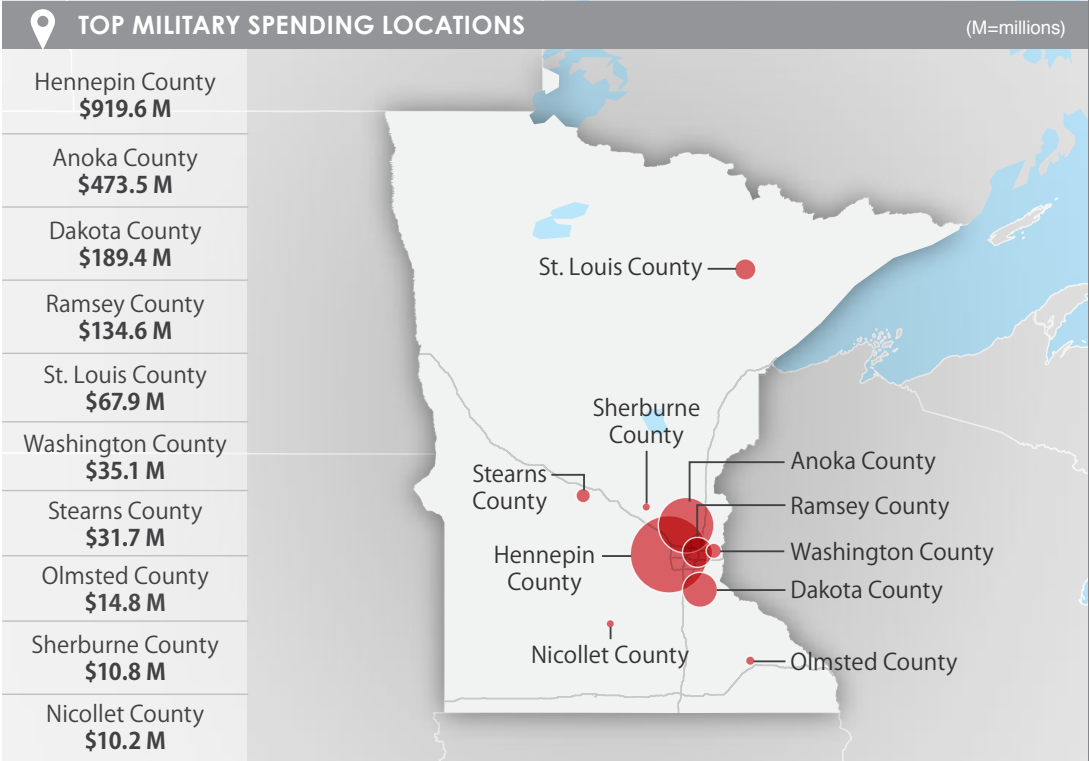 TOP MILITARY SPENDING LOCATIONS
(M=millions)
Hennepin County
$919.6 M
Anoka County
$473.5 M
Dakota County
$189.4 M
Ramsey County
$134.6 M
St. Louis County
$67.9 M
Washington County
$35.1 M
Stearns County
$31.7 M
Olmsted County
$14.8 M
Sherburne County
$10.8 M
Nicollet County
$10.2 M
St. Louis County
Sherburne
County
Stearns
County
Anoka County
Ramsey County
Hennepin
County
Washington County
Dakota County
Nicollet County
Olmsted County